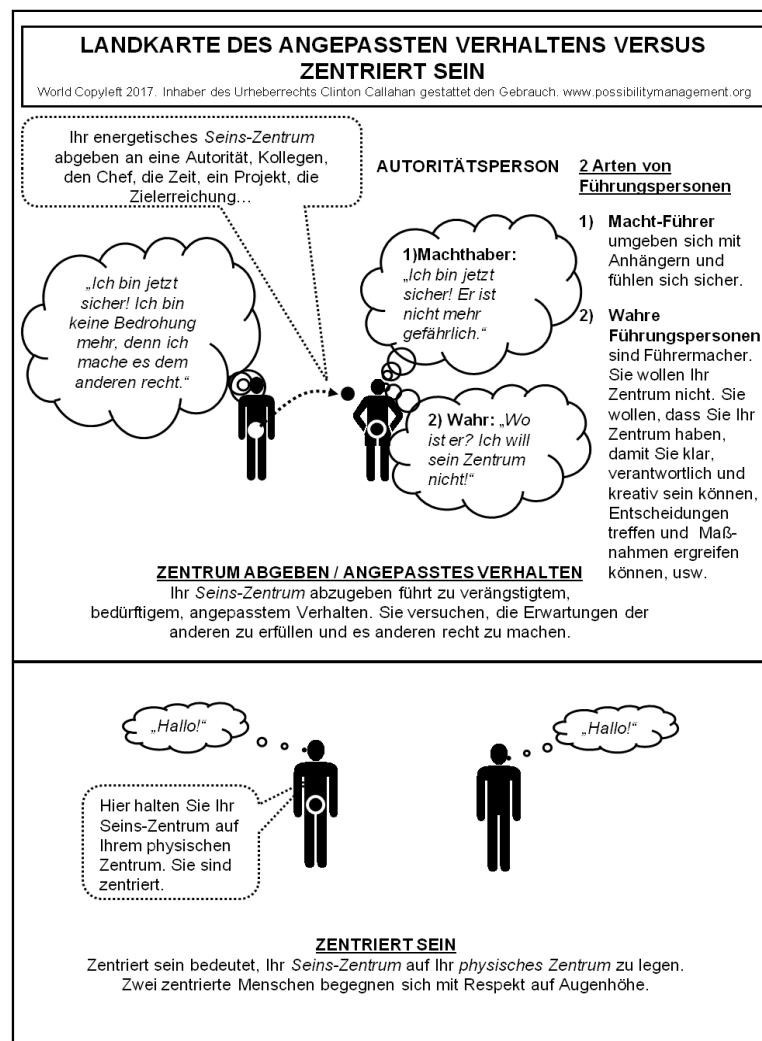 LANDKARTE DES ANGEPASSTEN VERHALTENS VERSUS
ZENTRIERT SEIN
World Copyleft 2017. Inhaber des Urheberrechts Clinton Callahan gestattet den Gebrauch. www.possibilitymanagement.org
Ihr energetisches Seins-Zentrum
abgeben an eine Autorität, Kollegen,
den Chef, die Zeit, ein Projekt, die
Zielerreichung…
AUTORITÄTSPERSON
2 Arten von
Führungspersonen
1) Macht-Führer
umgeben sich mit
Anhängern und
fühlen sich sicher.
2) Wahre
Führungspersonen
sind Führermacher.
Sie wollen Ihr
Zentrum nicht. Sie
wollen, dass Sie Ihr
Zentrum haben,
damit Sie klar,
verantwortlich und
kreativ sein können,
Entscheidungen
treffen und Maß-
nahmen ergreifen
können, usw.
„Ich bin jetzt
sicher! Ich bin
keine Bedrohung
mehr, denn ich
mache es dem
anderen recht.“
1)Machthaber:
„Ich bin jetzt
sicher! Er ist
nicht mehr
gefährlich.“
2) Wahr: „Wo
ist er? Ich will
sein Zentrum
nicht!“
ZENTRUM ABGEBEN / ANGEPASSTES VERHALTEN
Ihr Seins-Zentrum abzugeben führt zu verängstigtem,
bedürftigem, angepasstem Verhalten. Sie versuchen, die Erwartungen der
anderen zu erfüllen und es anderen recht zu machen.
„Hallo!“
„Hallo!“
Hier halten Sie Ihr
Seins-Zentrum auf
Ihrem physischen
Zentrum. Sie sind
zentriert.
ZENTRIERT SEIN
Zentriert sein bedeutet, Ihr Seins-Zentrum auf Ihr physisches Zentrum zu legen.
Zwei zentrierte Menschen begegnen sich mit Respekt auf Augenhöhe.